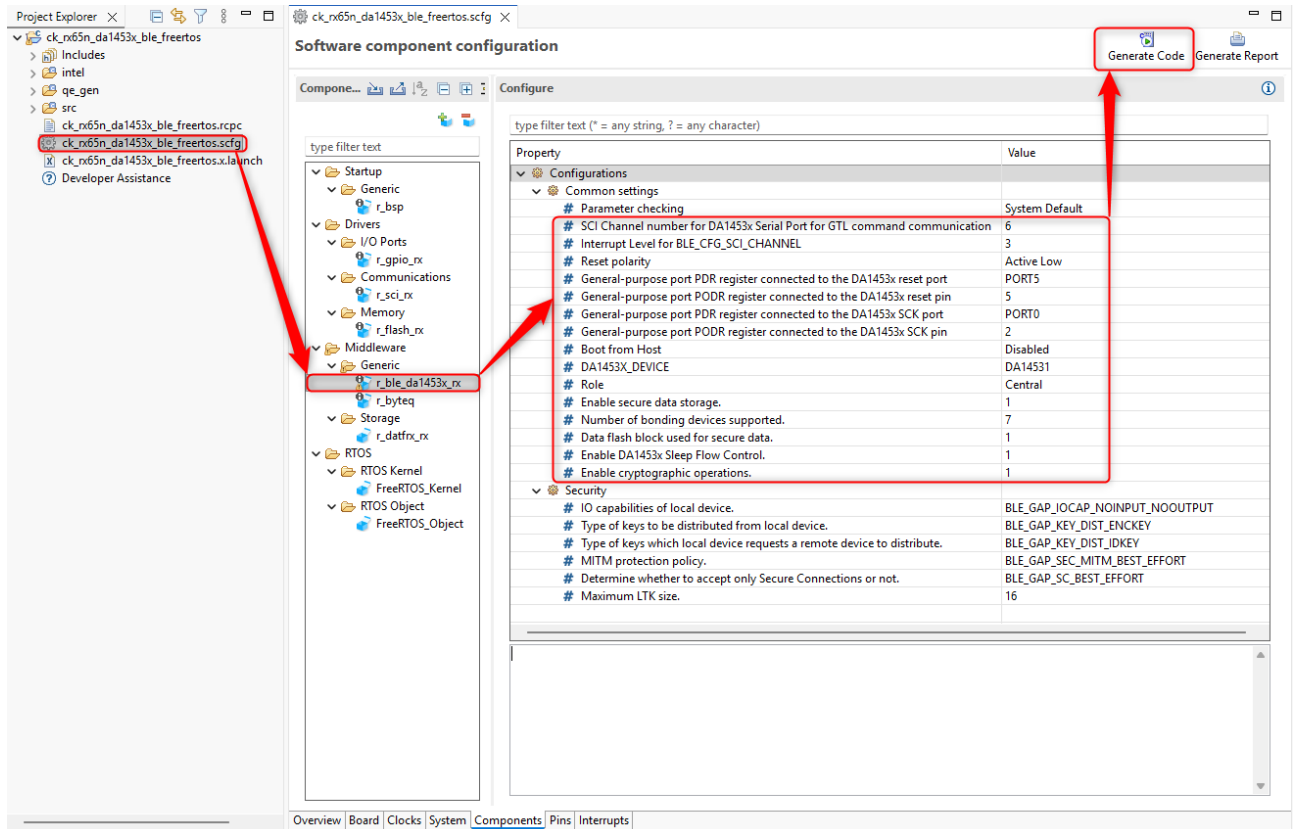 Project Explorer
ck_rx65n_da1453x_ble_freertos
Includes
intel
qe_gen
src
ck_rx65n_da1453x_ble_freertos.rcpc
ck_rx65n_da1453x_ble_freertos.scfg
ck_rx65n_da1453x_ble_freertos.x.launch
Developer Assistance
ck_rx65n_da1453x_ble_freertos.scfg
Software component configuration
Generate Code Generate Report
Compone...
type filter text
Startup
Generic
r_bsp
Drivers
I/O Ports
r_gpio_rx
Communications
r_sci_rx
Memory
r_flash_rx
Middleware
Generic
r_ble_da1453x_rx
r_byteq
Storage
r_datfrx_rx
RTOS
RTOS Kernel
FreeRTOS_Kernel
RTOS Object
FreeRTOS_Object
Configure
type filter text (* = any string, ? = any character)
Property Value
Configurations
Common settings
# Parameter checking System Default
# SCI Channel number for DA1453x Serial Port for GTL command communication 6
# Interrupt Level for BLE_CFG_SCI_CHANNEL 3
# Reset polarity Active Low
# General-purpose port PDR register connected to the DA1453x reset port PORT5
# General-purpose port PODR register connected to the DA1453x reset pin 5
# General-purpose port PDR register connected to the DA1453x SCK port PORT0
# General-purpose port PODR register connected to the DA1453x SCK pin 2
# Boot from Host Disabled
# DA1453X_DEVICE DA14531
# Role Central
# Enable secure data storage. 1
# Number of bonding devices supported. 7
# Data flash block used for secure data. 1
# Enable DA1453x Sleep Flow Control. 1
# Enable cryptographic operations. 1
Security
# IO capabilities of local device. BLE_GAP_IOCAP_NOINPUT_NOOUTPUT
# Type of keys to be distributed from local device. BLE_GAP_KEY_DIST_ENCKEY
# Type of keys which local device requests a remote device to distribute. BLE_GAP_KEY_DIST_IDKEY
# MITM protection policy. BLE_GAP_SEC_MITM_BEST_EFFORT
# Determine whether to accept only Secure Connections or not. BLE_GAP_SC_BEST_EFFORT
# Maximum LTK size. 16
Overview Board Clocks System Components Pins Interrupts